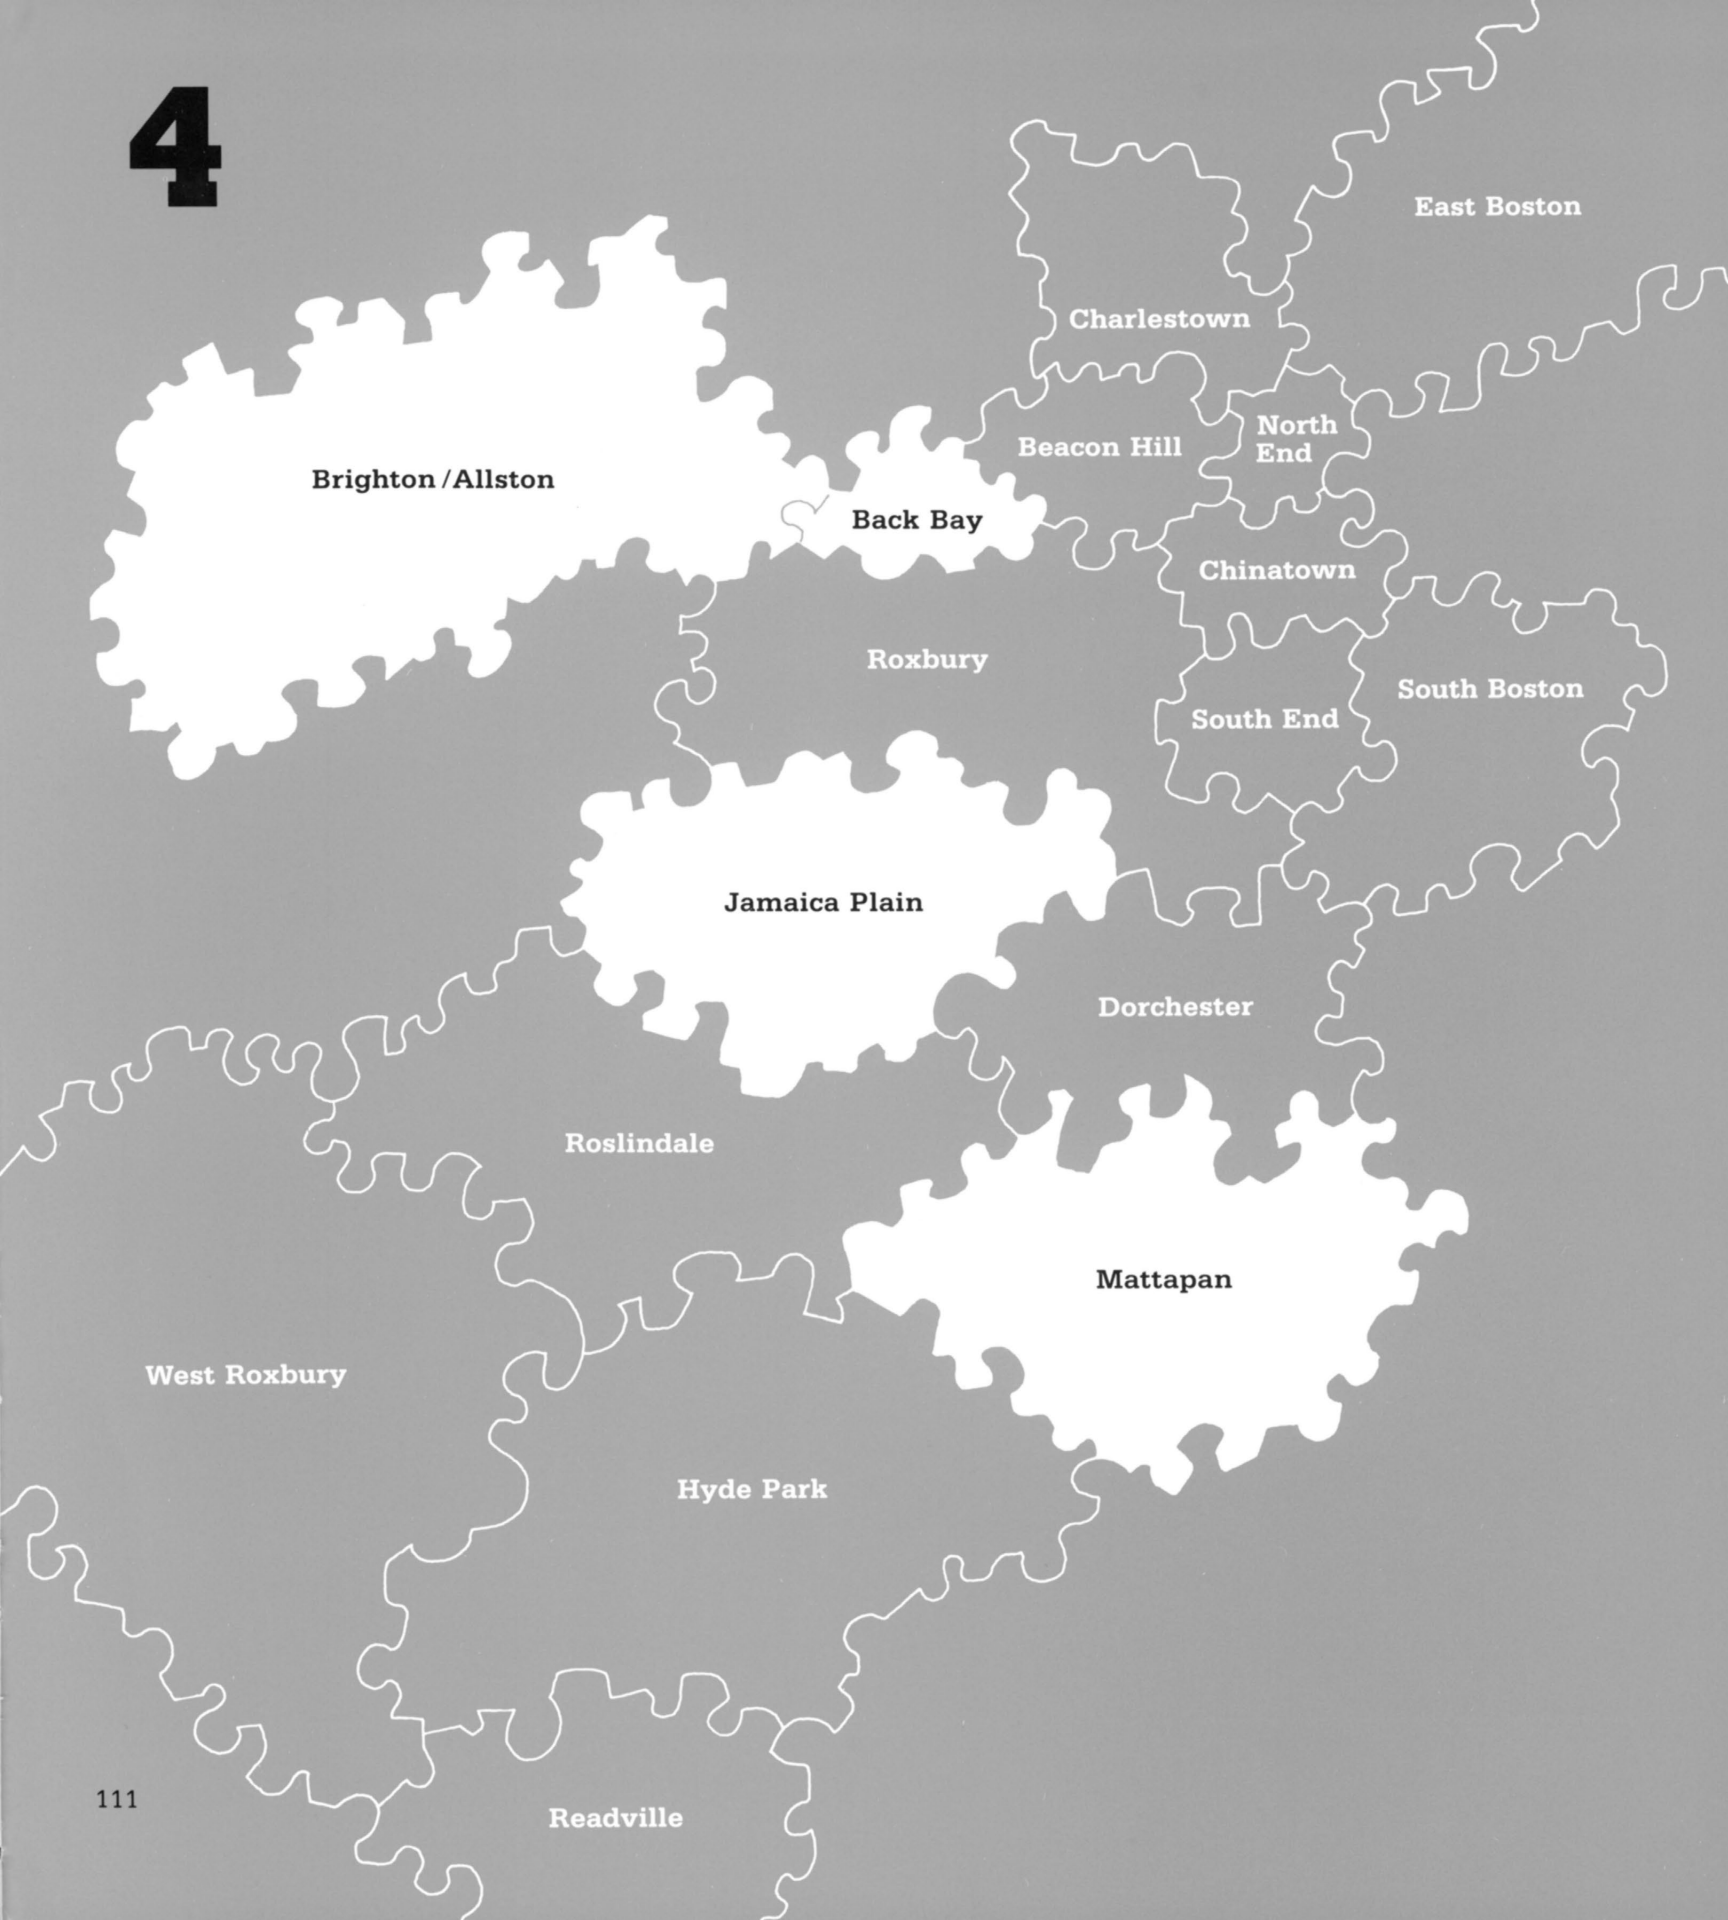 4
East Boston
Charlestown
North
End
Beacon Hill
Brighton/Allston
Back Bay
Chinatown
Roxbury
South Boston
South End
Jamaica Plain
Dorchester
Roslindale
Mattapan
West Roxbury
Hyde Park
111
Readville